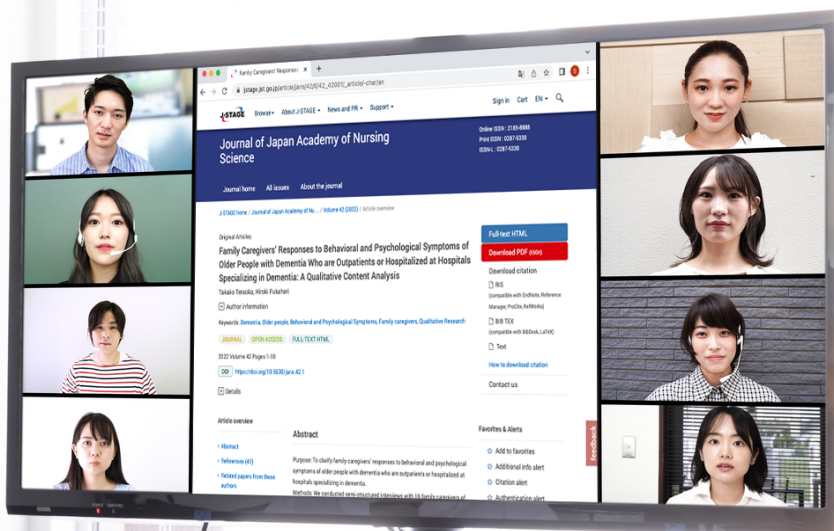 Family Caregivers' Responses
jstage.jst.go.jp/article/jans/42/0/42_42001/_article/-char/en
J-STAGE Browse About J-STAGE News and PR Support Sign in Cart EN
Journal of Japan Academy of Nursing
Science
Online ISSN : 2185-8888
Print ISSN : 0287-5330
ISSN-L : 0287-5330
Journal home All issues About the journal
J-STAGE home / Journal of Japan Academy of Nu... / Volume 42 (2022) / Article overview
Original Articles
Family Caregivers' Responses to Behavioral and Psychological Symptoms of
Older People with Dementia Who are Outpatients or Hospitalized at Hospitals
Specializing in Dementia: A Qualitative Content Analysis
Takako Teraoka, Hiroki Fukahori
Author information
Keywords: Dementia, Older people, Behavioral and Psychological Symptoms, Family caregivers, Qualitative Research
JOURNAL OPEN ACCESS FULL-TEXT HTML
2022 Volume 42 Pages 1-10
DOI https://doi.org/10.5630/jans.42.1
Details
Full-text HTML
Download PDF
Download citation
RIS
(compatible with EndNote, Reference
Manager, ProCite, RefWorks)
BIB TEX
(compatible with BibDesk, LaTeX)
Text
How to download citation
Contact us
Article overview
Abstract
References (41)
Related papers from these
authors
Abstract
Purpose: To clarify family caregivers' responses to behavioral and psychological
symptoms of older people with dementia who are outpatients or hospitalized at
hospitals specializing in dementia.
Methods: We conducted semi-structured interviews with 16 family caregivers of
Favorites & Alerts
Add to favorites
Additional info alert
Citation alert
Authentication alert
feedback